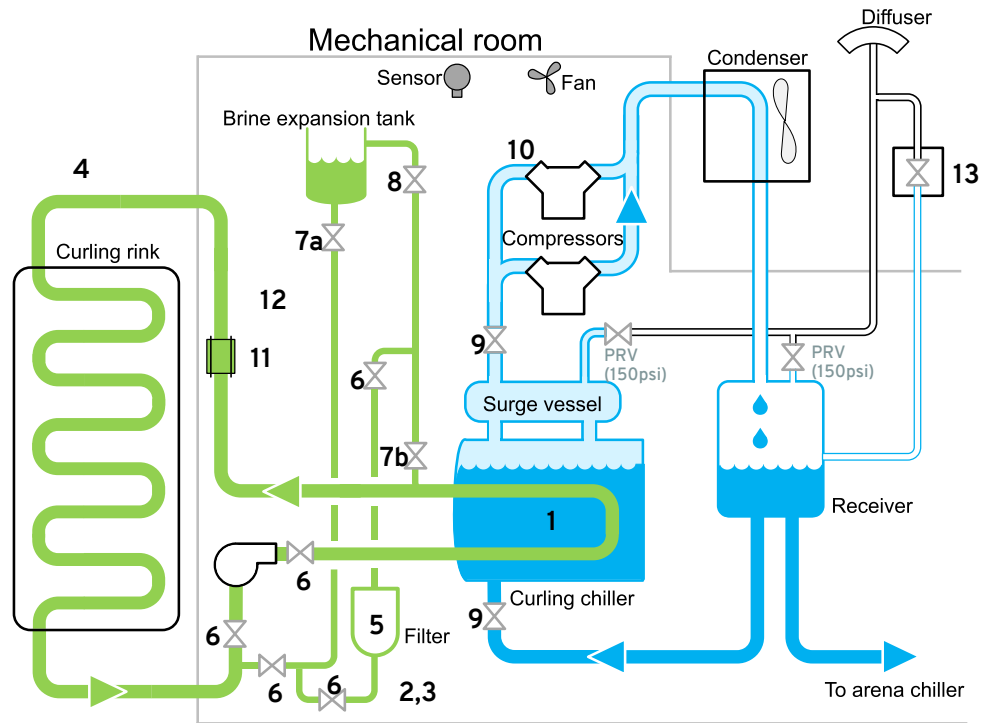 Diffuser
Mechanical room
Condenser
Sensor
Fan
Brine expansion tank
10
4
8
13
7a
Compressors
Curling rink
12
9
11
PRV
(150psi)
PRV
(150psi)
6
Surge vessel
7b
1
Receiver
6
Curling chiller
9
5
Filter
6
6
6
2,3
To arena chiller